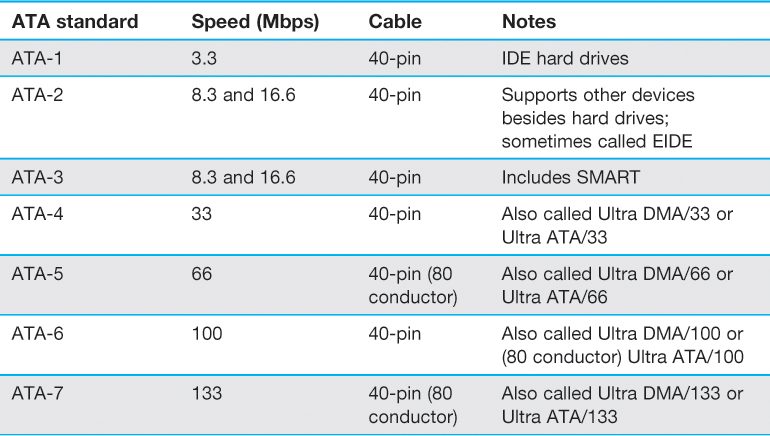 ATA standard Speed (Mbps) Cable Notes
ATA-1 3.3 40-pin IDE hard drives
ATA-2 8.3 and 16.6 40-pin Supports other devices
besides hard drives;
sometimes called EIDE
ATA-3 8.3 and 16.6 40-pin Includes SMART
ATA-4 33 40-pin Also called Ultra DMA/33 or
Ultra ATA/33
ATA-5 66 40-pin (80 Also called Ultra DMA/66 or
conductor) Ultra ATA/66
ATA-6 100 40-pin Also called Ultra DMA/100 or
(80 conductor) Ultra ATA/100
ATA-7 133 40-pin (80 Also called Ultra DMA/133 or
conductor) Ultra ATA/133